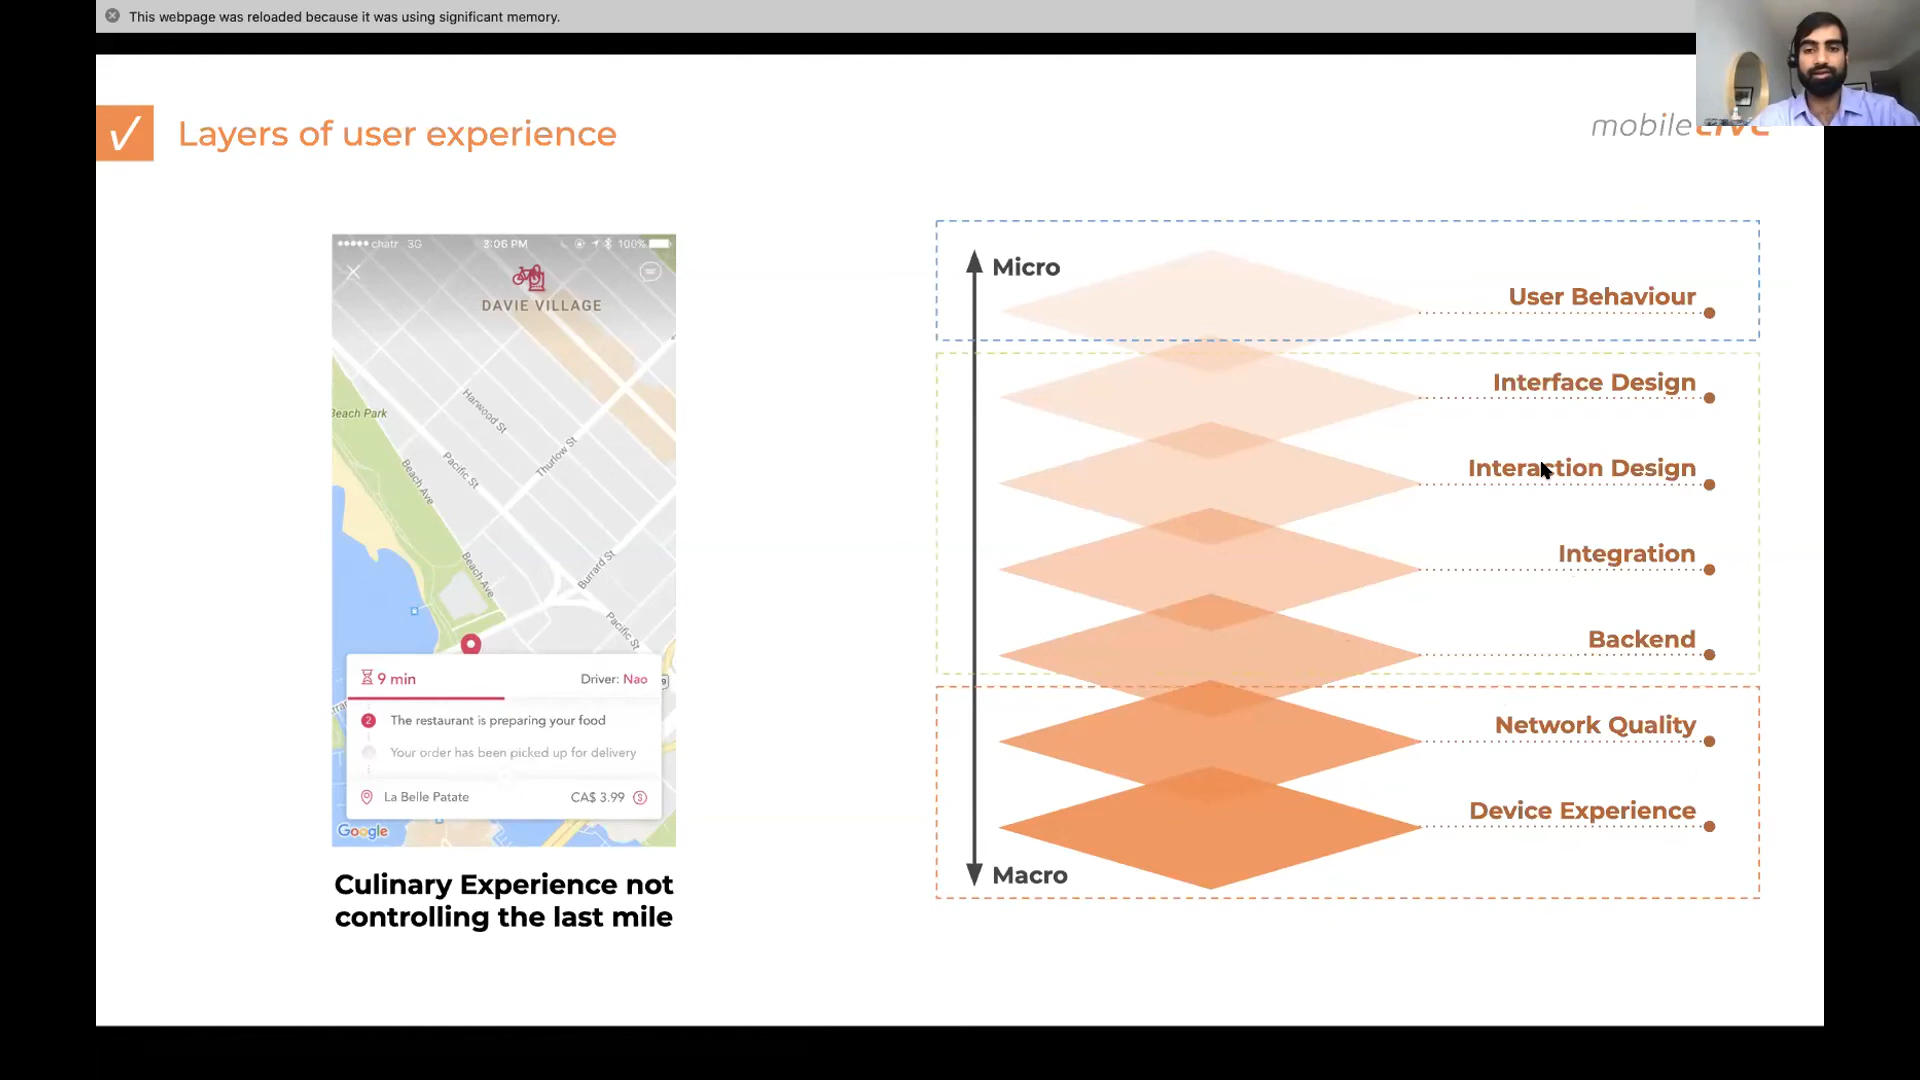 This webpage was reloaded because it was using significant memory.
✓ Layers of user experience
mobileLIVE
chatr 3G 3:06 PM 100%
DAVIE VILLAGE
Beach Park
Harwood St
Thurlow St
Pacific St
Beach Ave
Beach Ave
Burrard St
Pacific St
9 min Driver: Nao
2 The restaurant is preparing your food
Your order has been picked up for delivery
La Belle Patate CA$ 3.99 $
Google
Culinary Experience not
controlling the last mile
Micro
User Behaviour
Interface Design
Interaction Design
Integration
Backend
Network Quality
Device Experience
Macro